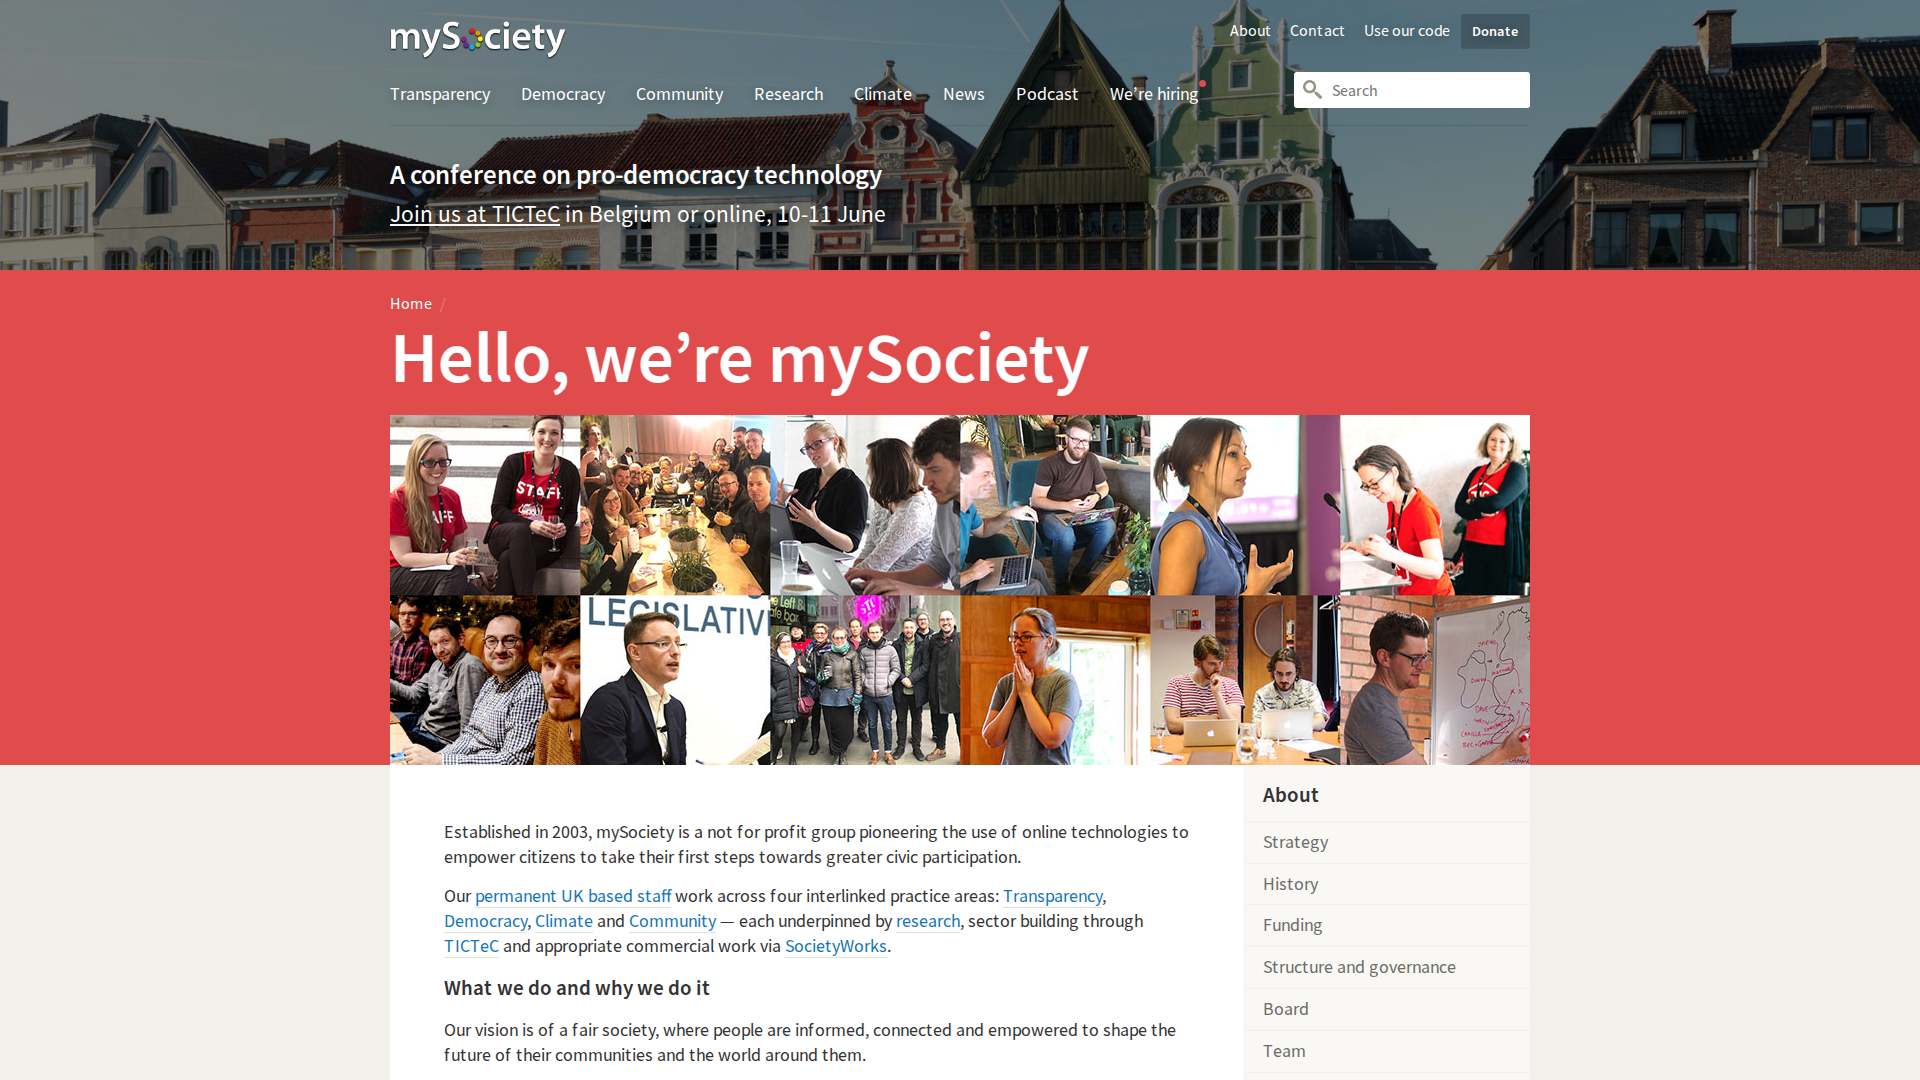 mySociety
About Contact Use our code Donate
Transparency Democracy Community Research Climate News Podcast We’re hiring Search
A conference on pro-democracy technology
Join us at TICTeC in Belgium or online, 10-11 June
Home /
Hello, we’re mySociety
STAFF
LEGISLATIV
Established in 2003, mySociety is a not for profit group pioneering the use of online technologies to
empower citizens to take their first steps towards greater civic participation.
Our permanent UK based staff work across four interlinked practice areas: Transparency,
Democracy, Climate and Community — each underpinned by research, sector building through
TICTeC and appropriate commercial work via SocietyWorks.
What we do and why we do it
Our vision is of a fair society, where people are informed, connected and empowered to shape the
future of their communities and the world around them.
About
Strategy
History
Funding
Structure and governance
Board
Team